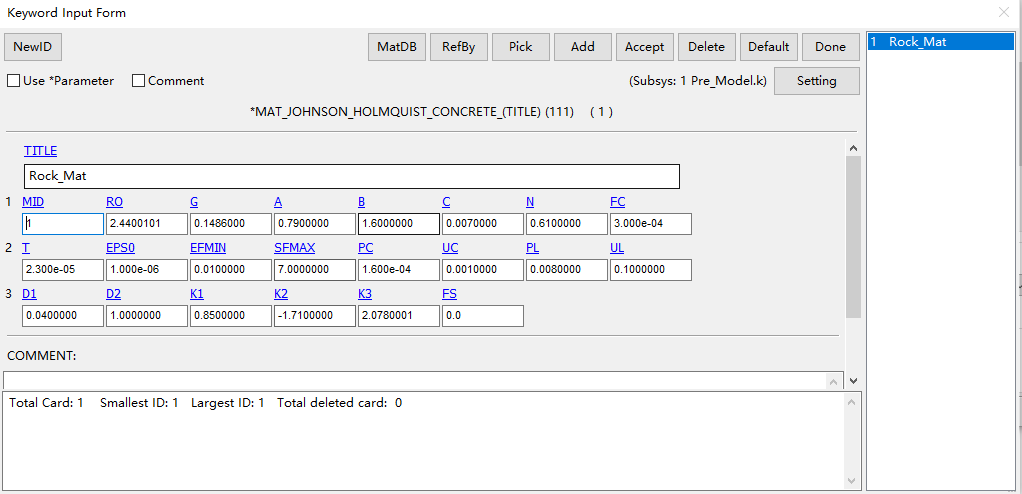 Keyword Input Form
NewID MatDB RefBy Pick Add Accept Delete Default Done
1 Rock_Mat
Use *Parameter Comment (Subsys: 1 Pre_Model.k) Setting
*MAT_JOHNSON_HOLMQUIST_CONCRETE_(TITLE) (111) ( 1 )
TITLE
Rock_Mat
1 MID RO G A B C N FC
1 2.4400101 0.1486000 0.7900000 1.6000000 0.0070000 0.6100000 3.000e-04
2 T EPS0 EFMIN SFMAX PC UC PL UL
2.300e-05 1.000e-06 0.0100000 7.0000000 1.600e-04 0.0010000 0.0080000 0.1000000
3 D1 D2 K1 K2 K3 FS
0.0400000 1.0000000 0.8500000 -1.7100000 2.0780001 0.0
COMMENT:
Total Card: 1 Smallest ID: 1 Largest ID: 1 Total deleted card: 0